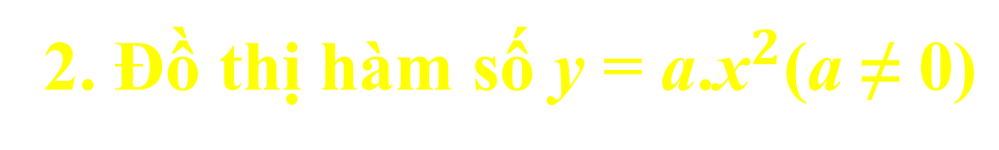 2. Đồ thị hàm số y = a.x²(a ≠ 0)